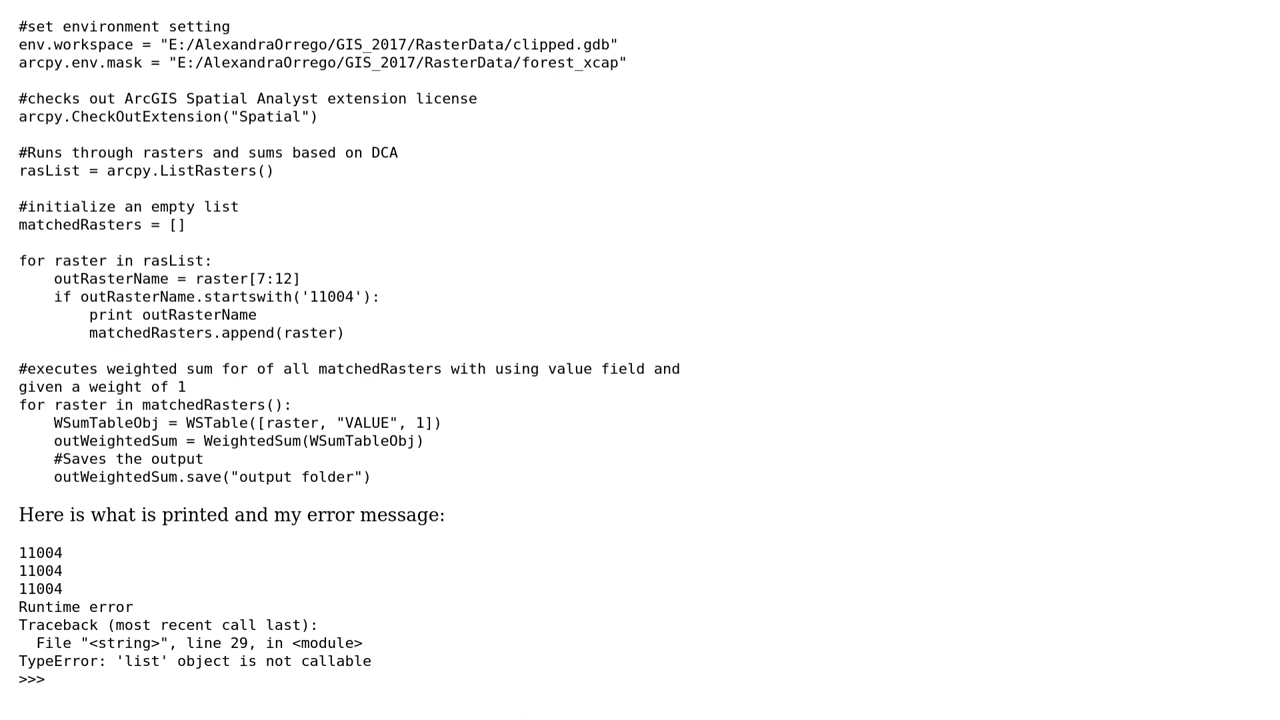 #set environment setting
env.workspace = "E:/AlexandraOrrego/GIS_2017/RasterData/clipped.gdb"
arcpy.env.mask = "E:/AlexandraOrrego/GIS_2017/RasterData/forest_xcap"

#checks out ArcGIS Spatial Analyst extension license
arcpy.CheckOutExtension("Spatial")

#Runs through rasters and sums based on DCA
rasList = arcpy.ListRasters()

#initialize an empty list
matchedRasters = []

for raster in rasList:
    outRasterName = raster[7:12]
    if outRasterName.startswith('11004'):
        print outRasterName
        matchedRasters.append(raster)

#executes weighted sum for of all matchedRasters with using value field and
given a weight of 1
for raster in matchedRasters():
    WSumTableObj = WSTable([raster, "VALUE", 1])
    outWeightedSum = WeightedSum(WSumTableObj)
    #Saves the output
    outWeightedSum.save("output folder")

Here is what is printed and my error message:

11004
11004
11004
Runtime error
Traceback (most recent call last):
  File "<string>", line 29, in <module>
TypeError: 'list' object is not callable
>>>